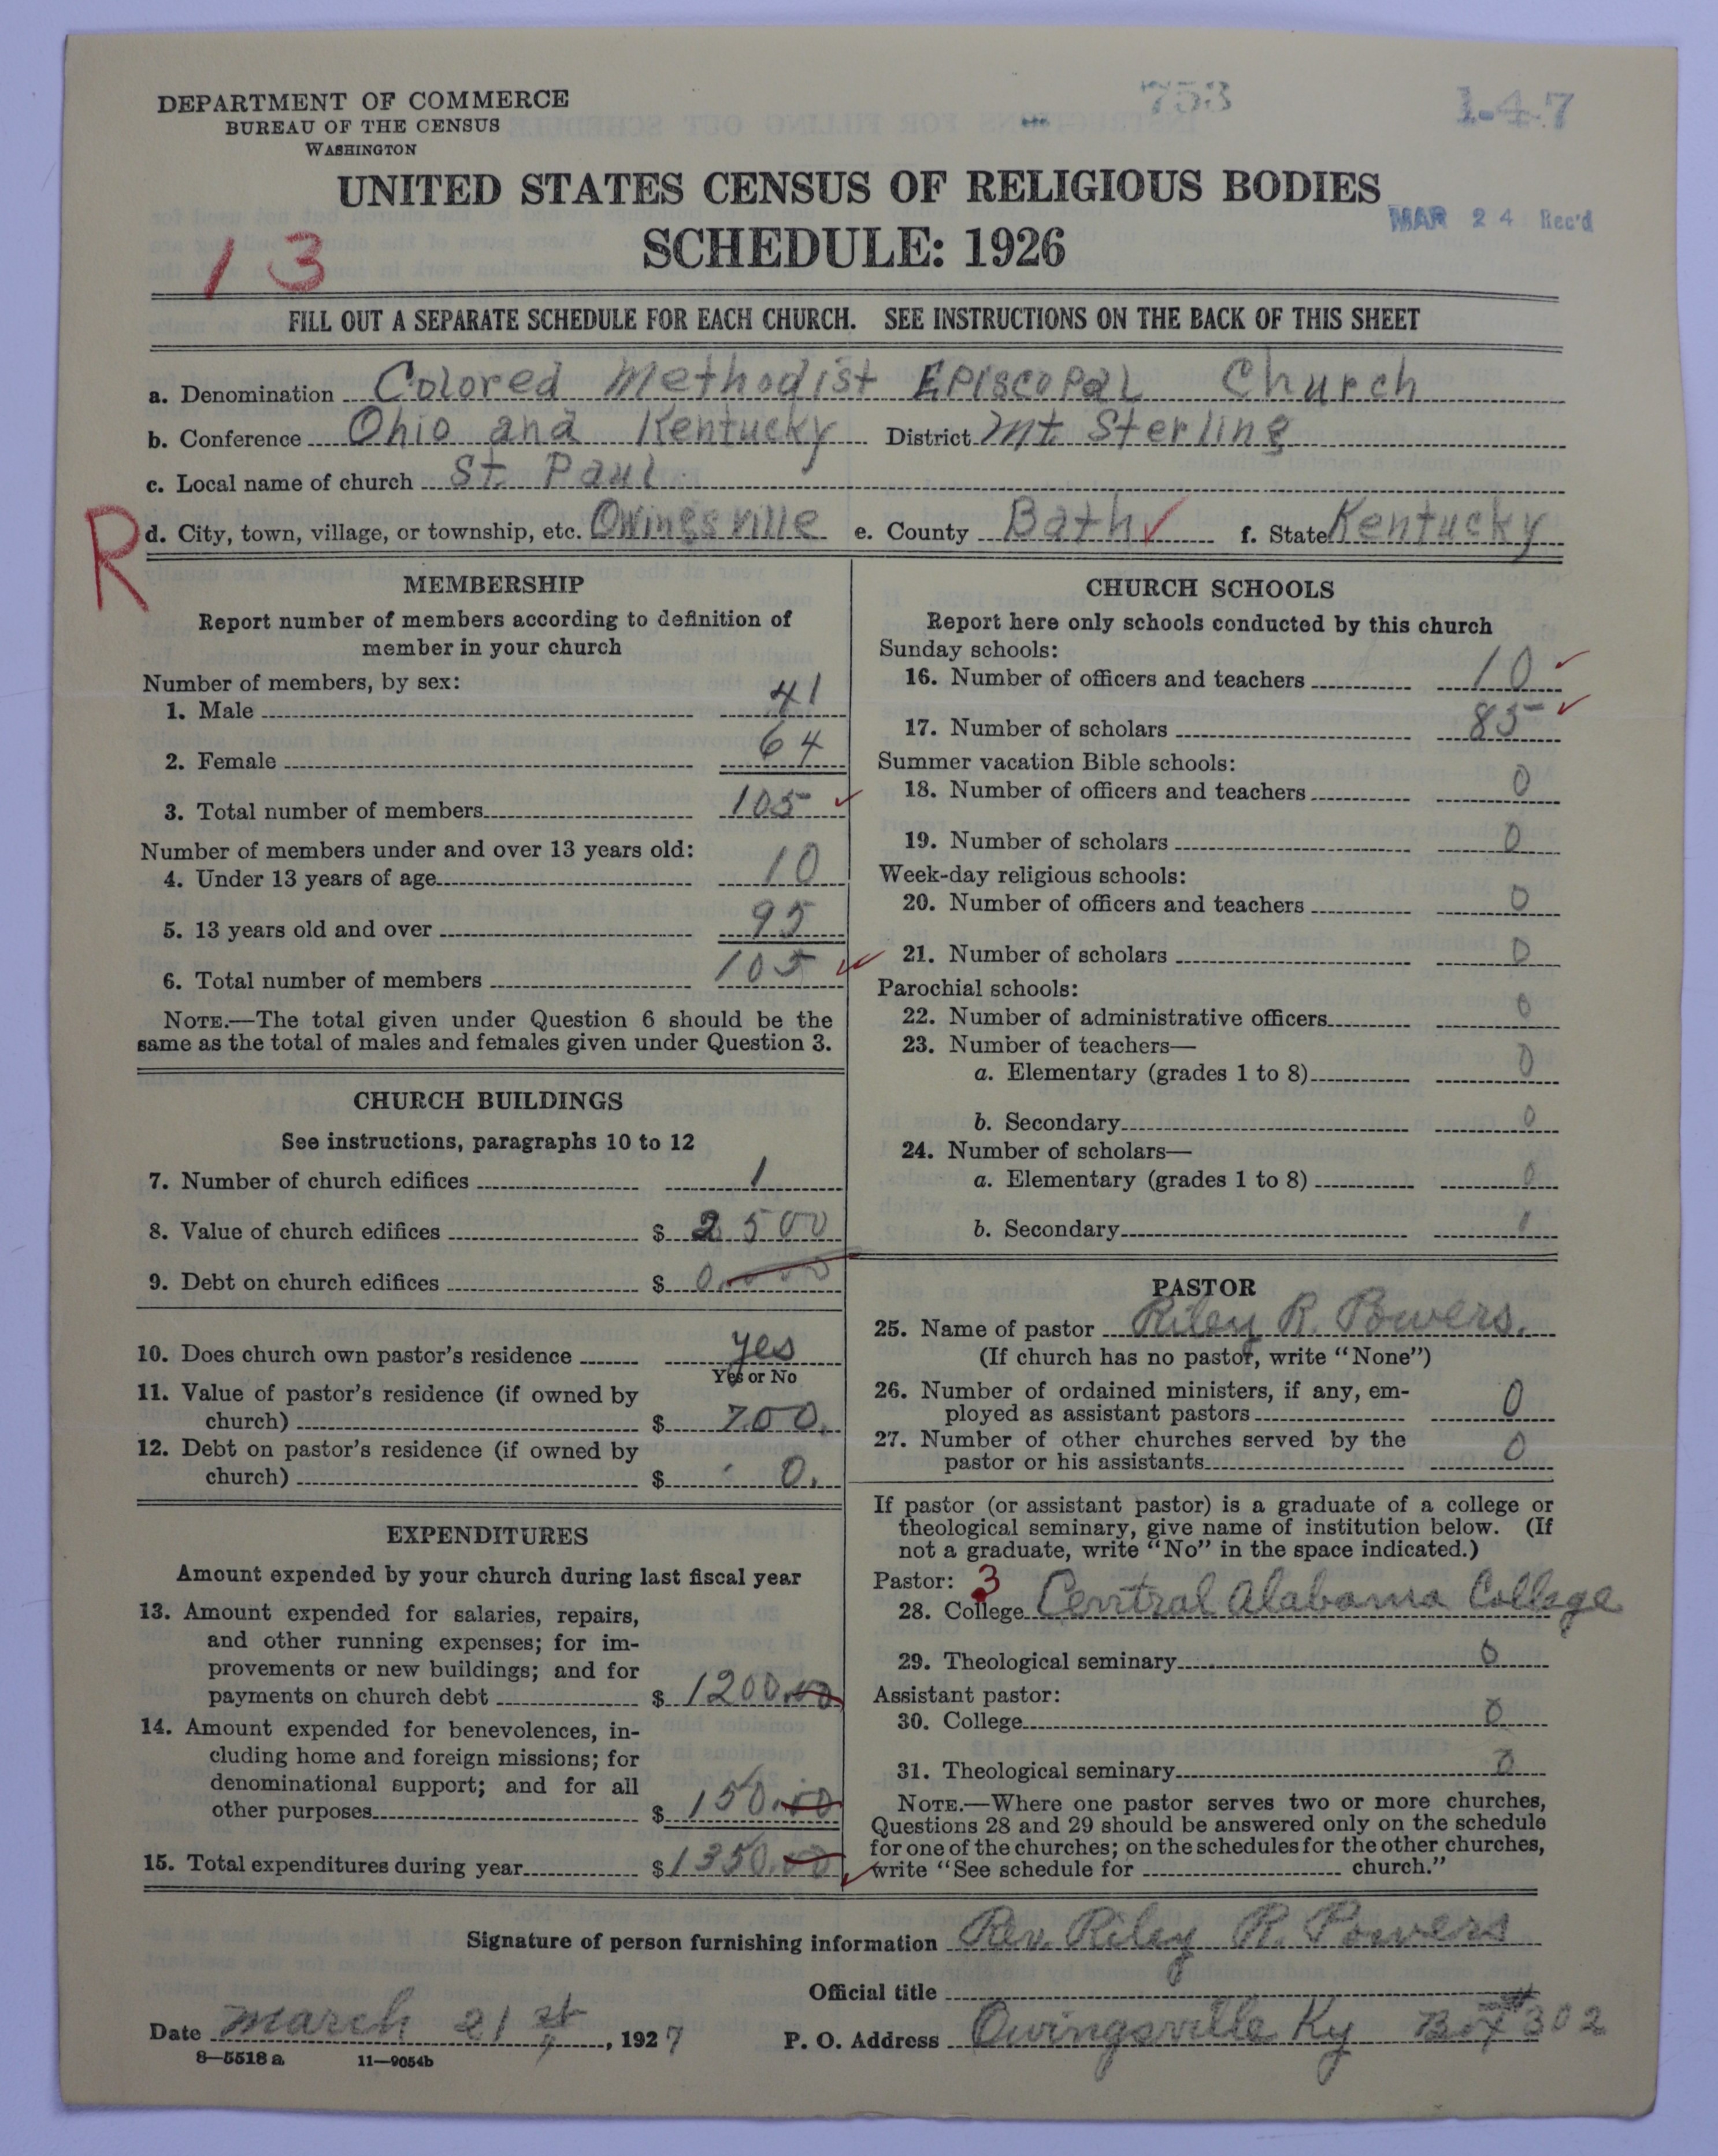 DEPARTMENT OF COMMERCE
BUREAU OF THE CENSUS
WASHINGTON
753
1-47
UNITED STATES CENSUS OF RELIGIOUS BODIES
MAR 24 Rec'd
SCHEDULE: 1926
13
FILL OUT A SEPARATE SCHEDULE FOR EACH CHURCH. SEE INSTRUCTIONS ON THE BACK OF THIS SHEET
a. Denomination Colored Methodist Episcopal Church
b. Conference Ohio and Kentucky District Mt. Sterling
c. Local name of church St. Paul
R
d. City, town, village, or township, etc. Owingsville e. County Bath f. State Kentucky
MEMBERSHIP
Report number of members according to definition of
member in your church
Number of members, by sex:
1. Male 41
2. Female 64
3. Total number of members 105
Number of members under and over 13 years old:
4. Under 13 years of age 10
5. 13 years old and over 95
6. Total number of members 105
NOTE.—The total given under Question 6 should be the
same as the total of males and females given under Question 3.
CHURCH BUILDINGS
See instructions, paragraphs 10 to 12
7. Number of church edifices 1
8. Value of church edifices $ 2500
9. Debt on church edifices $ 0.
10. Does church own pastor's residence yes
Yes or No
11. Value of pastor's residence (if owned by
church) $ 700.
12. Debt on pastor's residence (if owned by
church) $ 0.
EXPENDITURES
Amount expended by your church during last fiscal year
13. Amount expended for salaries, repairs,
and other running expenses; for im-
provements or new buildings; and for
payments on church debt $ 1200.00
14. Amount expended for benevolences, in-
cluding home and foreign missions; for
denominational support; and for all
other purposes $ 150.00
15. Total expenditures during year $ 1350.00
CHURCH SCHOOLS
Report here only schools conducted by this church
Sunday schools:
16. Number of officers and teachers 10
17. Number of scholars 85
Summer vacation Bible schools:
18. Number of officers and teachers 0
19. Number of scholars 0
Week-day religious schools:
20. Number of officers and teachers 0
21. Number of scholars 0
Parochial schools:
22. Number of administrative officers 0
23. Number of teachers—
a. Elementary (grades 1 to 8) 0
b. Secondary 0
24. Number of scholars—
a. Elementary (grades 1 to 8) 0
b. Secondary
PASTOR
25. Name of pastor Riley R. Powers.
(If church has no pastor, write "None")
26. Number of ordained ministers, if any, em-
ployed as assistant pastors 0
27. Number of other churches served by the
pastor or his assistants 0
If pastor (or assistant pastor) is a graduate of a college or
theological seminary, give name of institution below. (If
not a graduate, write "No" in the space indicated.)
Pastor: 3
28. College Central Alabama College
29. Theological seminary 0
Assistant pastor:
30. College 0
31. Theological seminary 0
NOTE.—Where one pastor serves two or more churches,
Questions 28 and 29 should be answered only on the schedule
for one of the churches; on the schedules for the other churches,
write "See schedule for church."
Signature of person furnishing information Rev. Riley R. Powers
Official title
Date March 21st, 1927 P. O. Address Owingsville Ky Box 302
8—5518 a 11—9054b